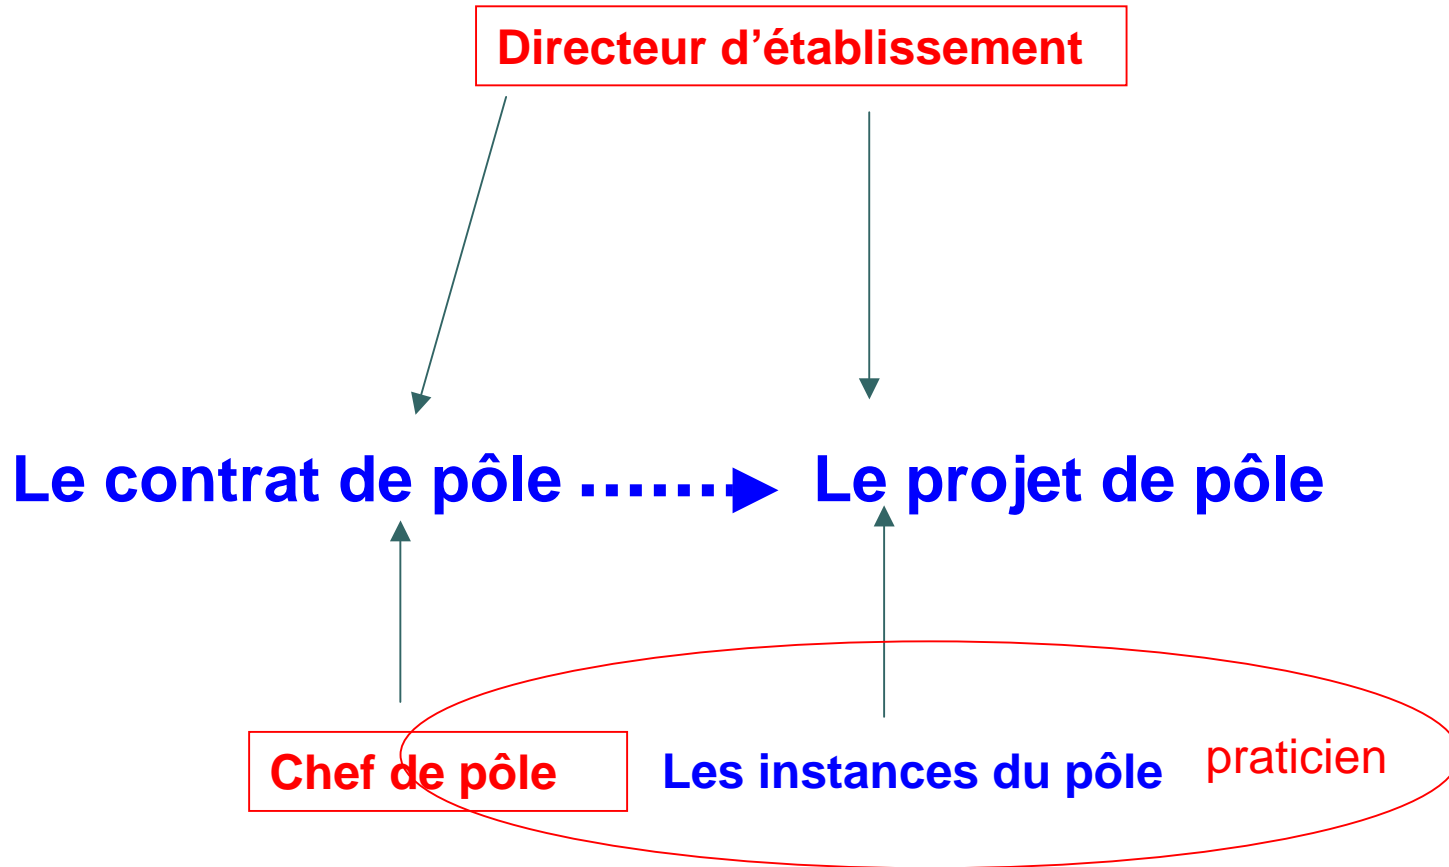 Directeur d’établissement
Le contrat de pôle
Le projet de pôle
Chef de pôle
Les instances du pôle
praticien